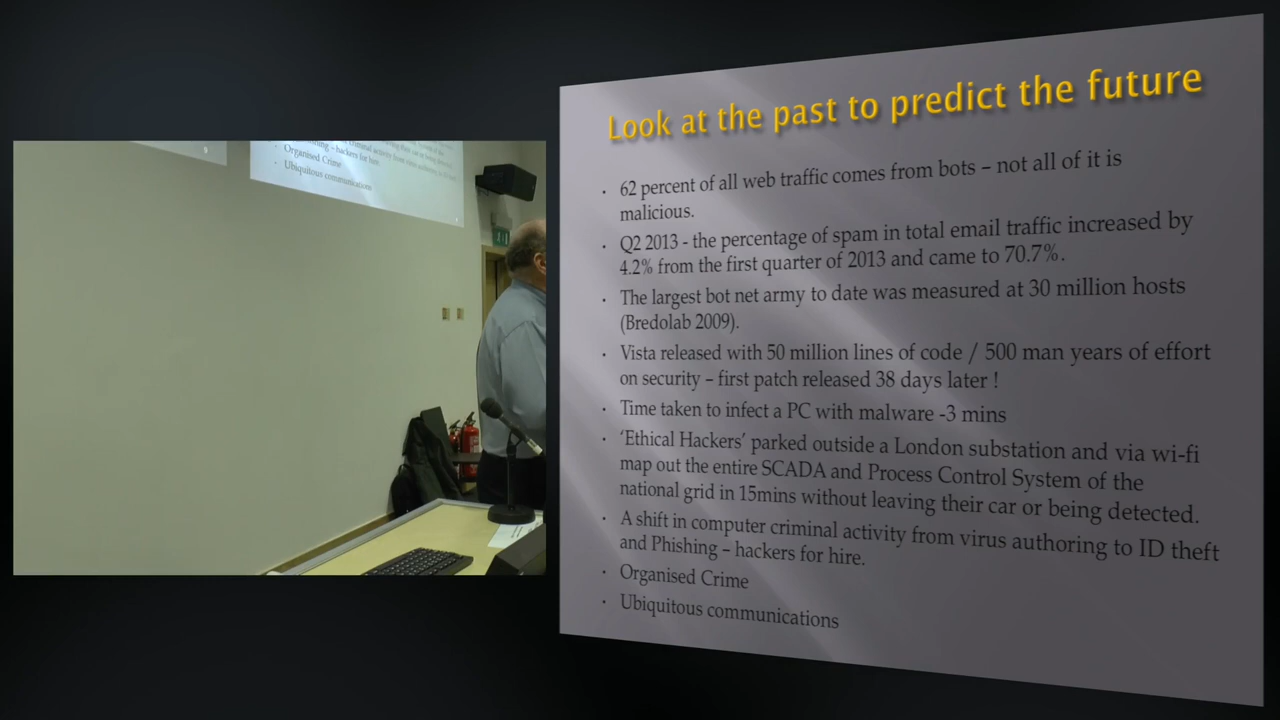 Look at the past to predict the future
62 percent of all web traffic comes from bots – not all of it is
malicious.
Q2 2013 - the percentage of spam in total email traffic increased by
4.2% from the first quarter of 2013 and came to 70.7%.
The largest bot net army to date was measured at 30 million hosts
(Bredolab 2009).
Vista released with 50 million lines of code / 500 man years of effort
on security – first patch released 38 days later !
Time taken to infect a PC with malware -3 mins
‘Ethical Hackers’ parked outside a London substation and via wi-fi
map out the entire SCADA and Process Control System of the
national grid in 15mins without leaving their car or being detected.
A shift in computer criminal activity from virus authoring to ID theft
and Phishing – hackers for hire.
Organised Crime
Ubiquitous communications
– hackers for hire.
Organised Crime
Ubiquitous communications